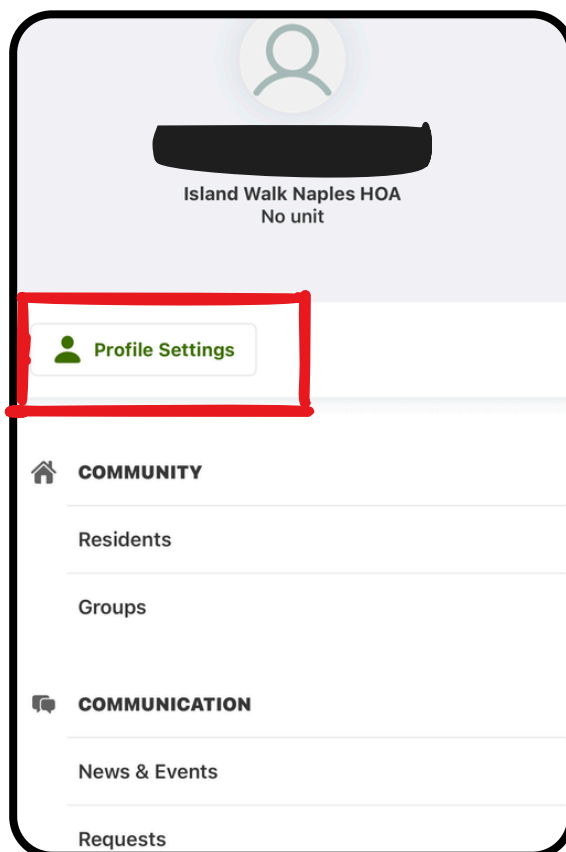 Island Walk Naples HOA
No unit
Profile Settings
COMMUNITY
Residents
Groups
COMMUNICATION
News & Events
Requests